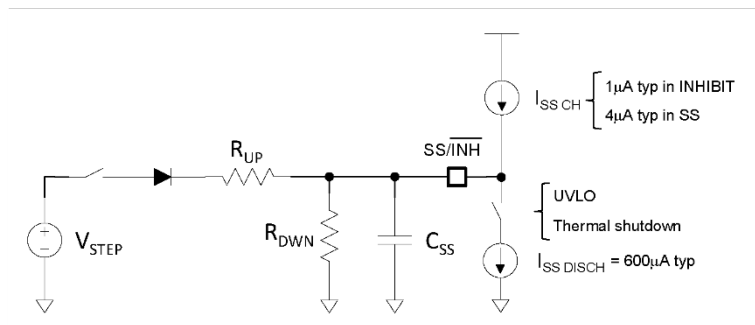 1μA typ in INHIBIT
I_SS CH
4μA typ in SS
R_UP
SS/INH
UVLO
Thermal shutdown
V_STEP
R_DWN
C_SS
I_SS DISCH = 600μA typ